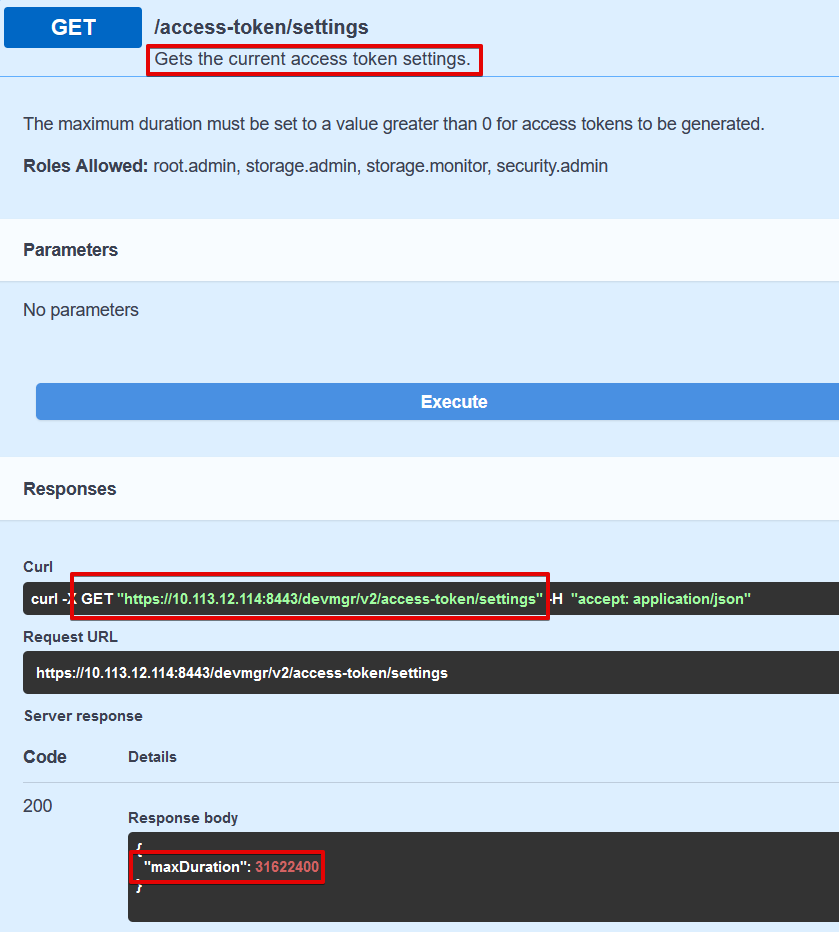 GET /access-token/settings
Gets the current access token settings.
The maximum duration must be set to a value greater than 0 for access tokens to be generated.
Roles Allowed: root.admin, storage.admin, storage.monitor, security.admin
Parameters
No parameters
Execute
Responses
Curl
curl -X GET "https://10.113.12.114:8443/devmgr/v2/access-token/settings" -H "accept: application/json"
Request URL
https://10.113.12.114:8443/devmgr/v2/access-token/settings
Server response
Code Details
200
Response body
{
"maxDuration": 31622400
}